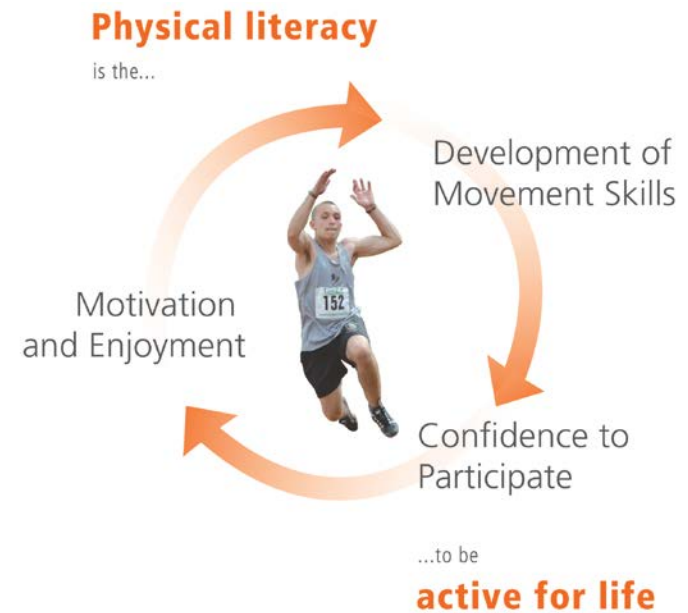 Physical literacy
is the...
Development of
Movement Skills
152
Confidence to
Participate
Motivation
and Enjoyment
...to be
active for life